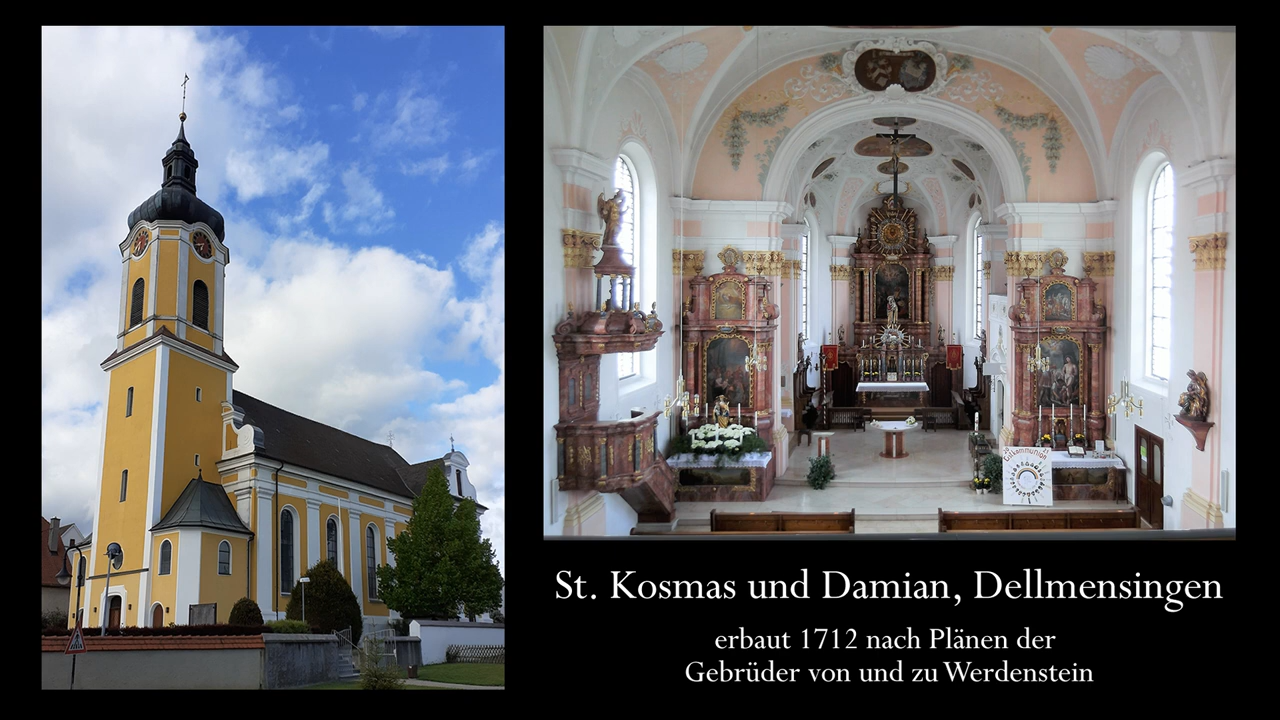 St. Kosmas und Damian, Dellmensingen
erbaut 1712 nach Plänen der
Gebrüder von und zu Werdenstein